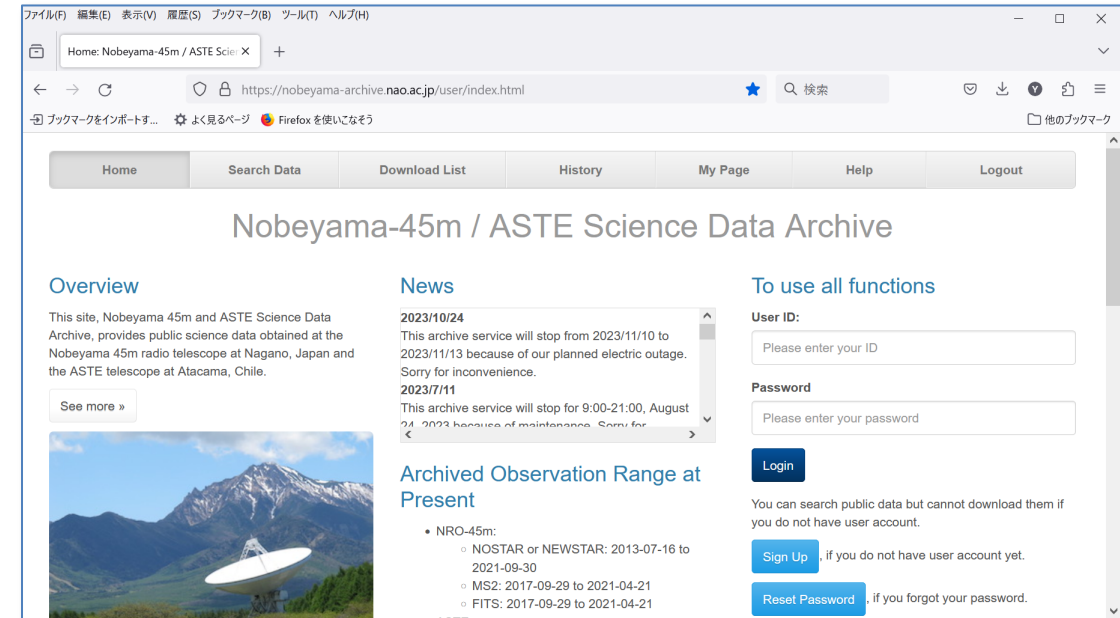 ファイル(F) 編集(E) 表示(V) 履歴(S) ブックマーク(B) ツール(T) ヘルプ(H)
Home: Nobeyama-45m / ASTE Scie
https://nobeyama-archive.nao.ac.jp/user/index.html
検索
ブックマークをインポートす... よく見るページ Firefox を使いこなそう
他のブックマーク
Home Search Data Download List History My Page Help Logout
Nobeyama-45m / ASTE Science Data Archive
Overview
This site, Nobeyama 45m and ASTE Science Data
Archive, provides public science data obtained at the
Nobeyama 45m radio telescope at Nagano, Japan and
the ASTE telescope at Atacama, Chile.
See more »
News
2023/10/24
This archive service will stop from 2023/11/10 to
2023/11/13 because of our planned electric outage.
Sorry for inconvenience.
2023/7/11
This archive service will stop for 9:00-21:00, August
24, 2023 because of maintenance. Sorry for
Archived Observation Range at
Present
• NRO-45m:
◦ NOSTAR or NEWSTAR: 2013-07-16 to
2021-09-30
◦ MS2: 2017-09-29 to 2021-04-21
◦ FITS: 2017-09-29 to 2021-04-21
To use all functions
User ID:
Please enter your ID
Password
Please enter your password
Login
You can search public data but cannot download them if
you do not have user account.
Sign Up , if you do not have user account yet.
Reset Password , if you forgot your password.